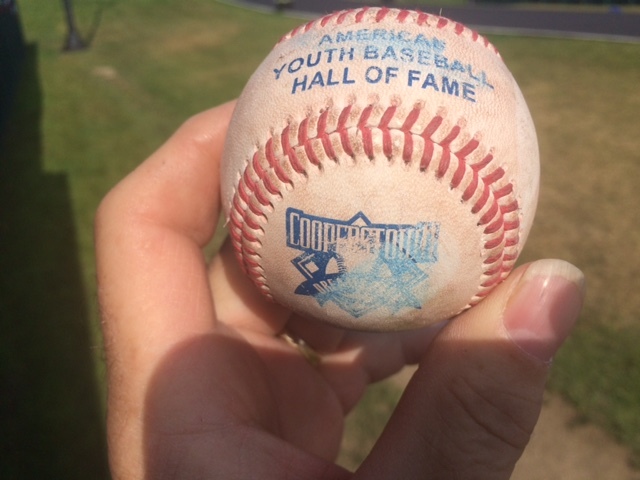 AMERICAN
YOUTH BASEBALL
HALL OF FAME
COOPERSTOWN